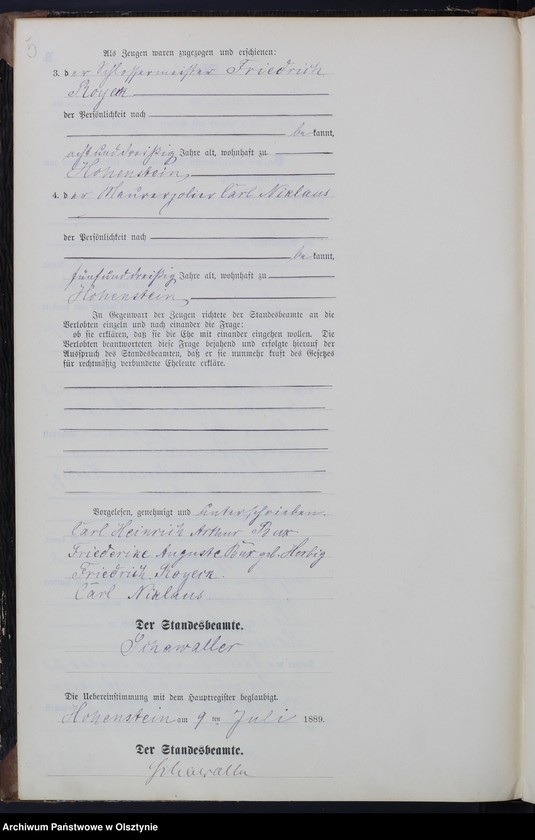 Als Zeugen waren zugezogen und erschienen:
3. der Schlossermeister Friedrich
Royek
der Persönlichkeit nach
bekannt,
achtunddreißig Jahre alt, wohnhaft zu
Hohenstein
4. der Maurerpolier Carl Niklaus
der Persönlichkeit nach
bekannt,
fünfunddreißig Jahre alt, wohnhaft zu
Hohenstein
In Gegenwart der Zeugen richtete der Standesbeamte an die
Verlobten einzeln und nach einander die Frage:
ob sie erklären, daß sie die Ehe mit einander eingehen wollen. Die
Verlobten beantworteten diese Frage bejahend und erfolgte hierauf der
Ausspruch des Standesbeamten, daß er sie nunmehr kraft des Gesetzes
für rechtmäßig verbundene Eheleute erkläre.
Vorgelesen, genehmigt und unterschrieben.
Carl Heinrich Arthur Bux
Friederike Auguste Bux geb. Herbig
Friedrich Royek.
Carl Niklaus
Der Standesbeamte.
Schawaller
Die Uebereinstimmung mit dem Hauptregister beglaubigt.
Hohenstein am 9ten Juli 1889.
Der Standesbeamte.
Schawaller
Archiwum Państwowe w Olsztynie